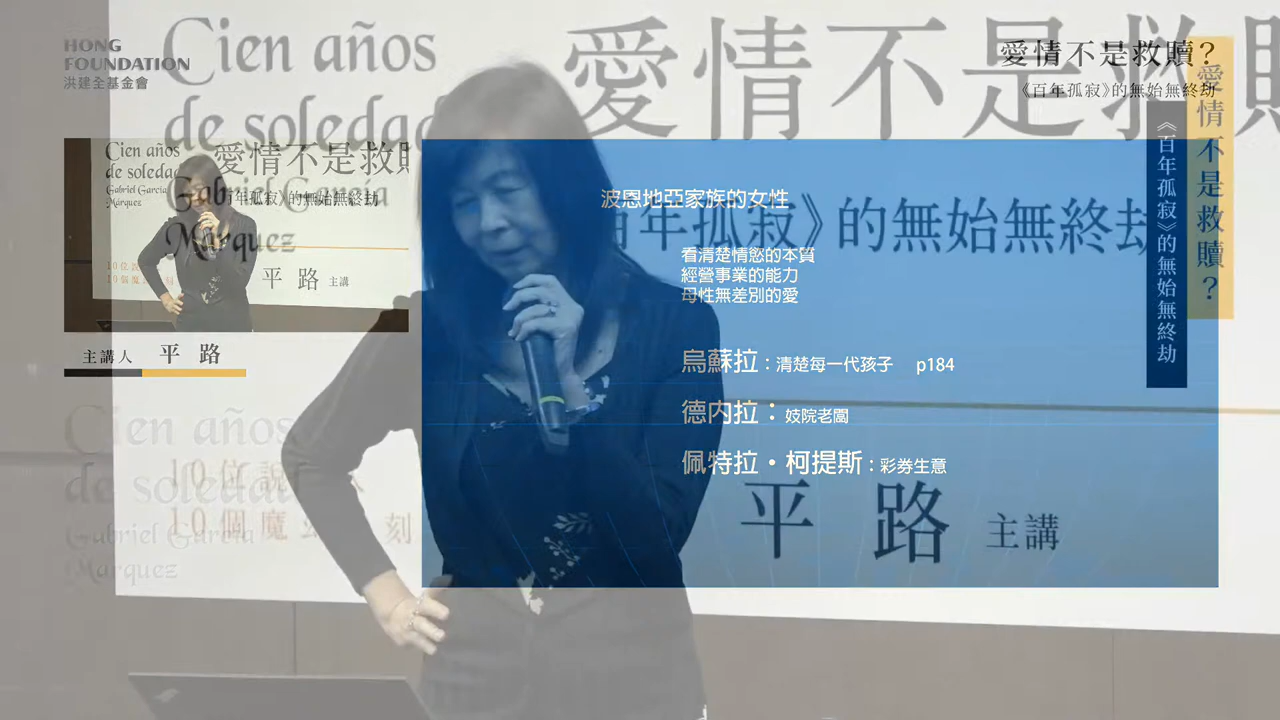 HONG
FOUNDATION
洪建全基金會
Cien años
de soledad
Gabriel García
Márquez
愛情不是救贖
《百年孤寂》的無始無終劫
平路 主講
愛情不是救贖？
《百年孤寂》的無始無終劫
愛情不是救贖？
《百年孤寂》的無始無終劫
Cien años
de soledad
Gabriel García
Márquez
愛情不是救贖
百年孤寂》的無始無終劫
平路 主講
主講人 平路
波恩地亞家族的女性
看清楚情慾的本質
經營事業的能力
母性無差別的愛
烏蘇拉：清楚每一代孩子 p184
德內拉：妓院老闆
佩特拉・柯提斯：彩券生意
Cien años
de soledad
Gabriel García
Márquez
10位說
10個魔幻 刻